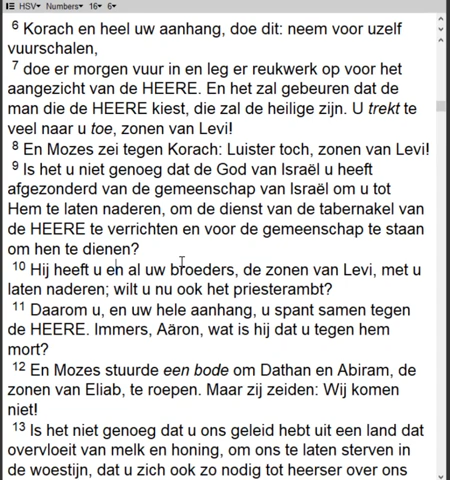 HSV▾ Numbers▾ 16▾ 6▾
6 Korach en heel uw aanhang, doe dit: neem voor uzelf
vuurschalen,
7 doe er morgen vuur in en leg er reukwerk op voor het
aangezicht van de HEERE. En het zal gebeuren dat de
man die de HEERE kiest, die zal de heilige zijn. U trekt te
veel naar u toe, zonen van Levi!
8 En Mozes zei tegen Korach: Luister toch, zonen van Levi!
9 Is het u niet genoeg dat de God van Israël u heeft
afgezonderd van de gemeenschap van Israël om u tot
Hem te laten naderen, om de dienst van de tabernakel van
de HEERE te verrichten en voor de gemeenschap te staan
om hen te dienen?
10 Hij heeft u en al uw broeders, de zonen van Levi, met u
laten naderen; wilt u nu ook het priesterambt?
11 Daarom u, en uw hele aanhang, u spant samen tegen
de HEERE. Immers, Aäron, wat is hij dat u tegen hem
mort?
12 En Mozes stuurde een bode om Dathan en Abiram, de
zonen van Eliab, te roepen. Maar zij zeiden: Wij komen
niet!
13 Is het niet genoeg dat u ons geleid hebt uit een land dat
overvloeit van melk en honing, om ons te laten sterven in
de woestijn, dat u zich ook zo nodig tot heerser over ons